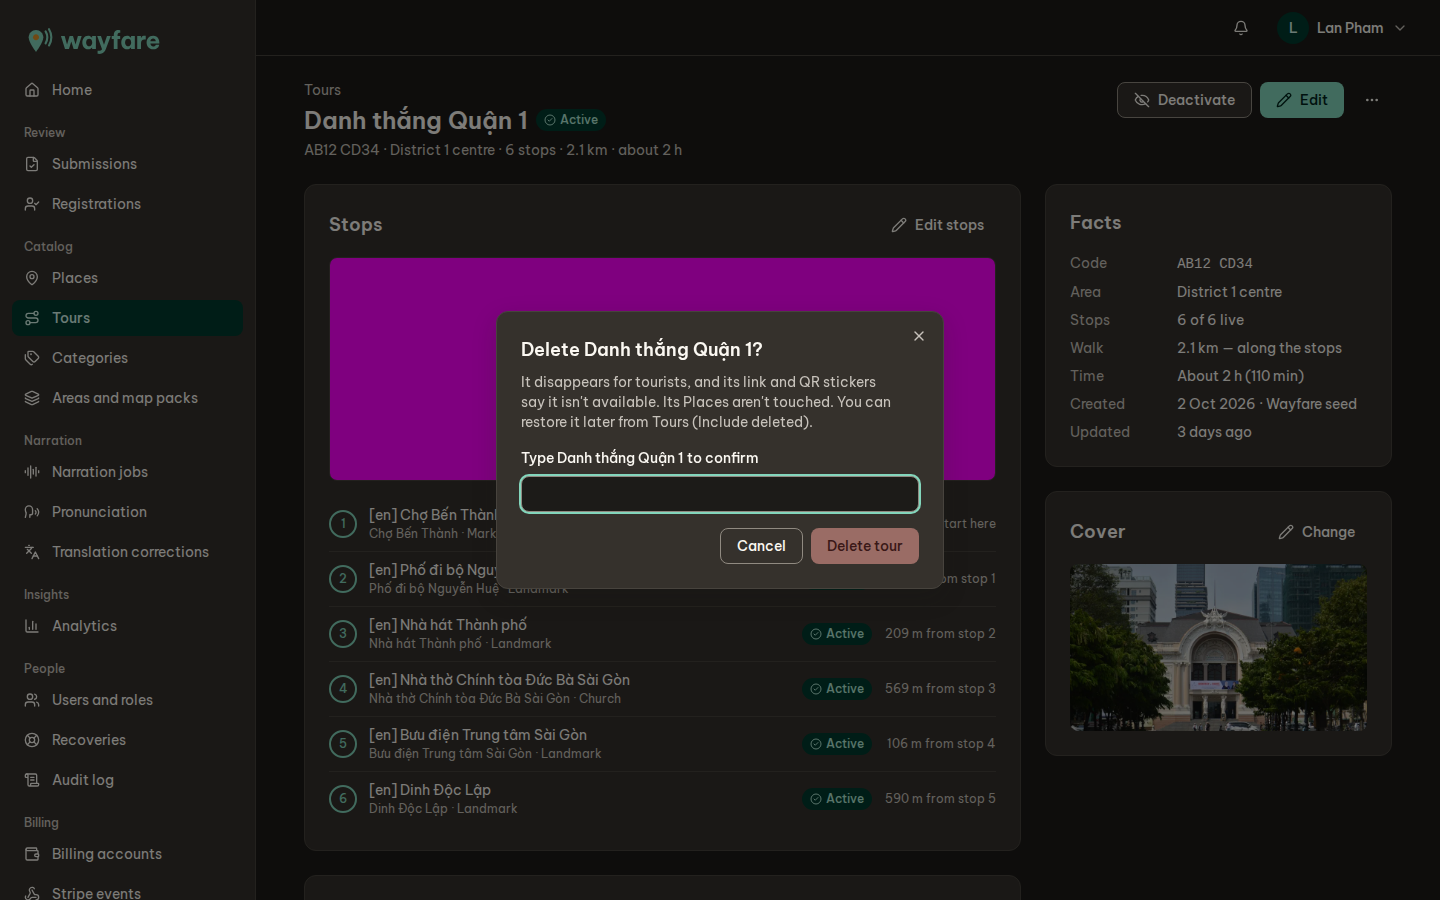 wayfare
L
Lan Pham
Home
Review
Submissions
Registrations
Catalog
Places
Tours
Categories
Areas and map packs
Narration
Narration jobs
Pronunciation
Translation corrections
Insights
Analytics
People
Users and roles
Recoveries
Audit log
Billing
Billing accounts
Stripe events
Tours
Danh thắng Quận 1
Active
AB12 CD34 · District 1 centre · 6 stops · 2.1 km · about 2 h
Deactivate
Edit
Stops
Edit stops
Delete Danh thắng Quận 1?
It disappears for tourists, and its link and QR stickers
say it isn't available. Its Places aren't touched. You can
restore it later from Tours (Include deleted).
Type Danh thắng Quận 1 to confirm
Cancel
Delete tour
1
[en] Chợ Bến Thành
Chợ Bến Thành · Mark
tart here
2
[en] Phố đi bộ Nguy
Phố đi bộ Nguyễn Huệ · Landmark
om stop 1
3
[en] Nhà hát Thành phố
Nhà hát Thành phố · Landmark
Active
209 m from stop 2
4
[en] Nhà thờ Chính tòa Đức Bà Sài Gòn
Nhà thờ Chính tòa Đức Bà Sài Gòn · Church
Active
569 m from stop 3
5
[en] Bưu điện Trung tâm Sài Gòn
Bưu điện Trung tâm Sài Gòn · Landmark
Active
106 m from stop 4
6
[en] Dinh Độc Lập
Dinh Độc Lập · Landmark
Active
590 m from stop 5
Facts
Code AB12 CD34
Area District 1 centre
Stops 6 of 6 live
Walk 2.1 km — along the stops
Time About 2 h (110 min)
Created 2 Oct 2026 · Wayfare seed
Updated 3 days ago
Cover
Change